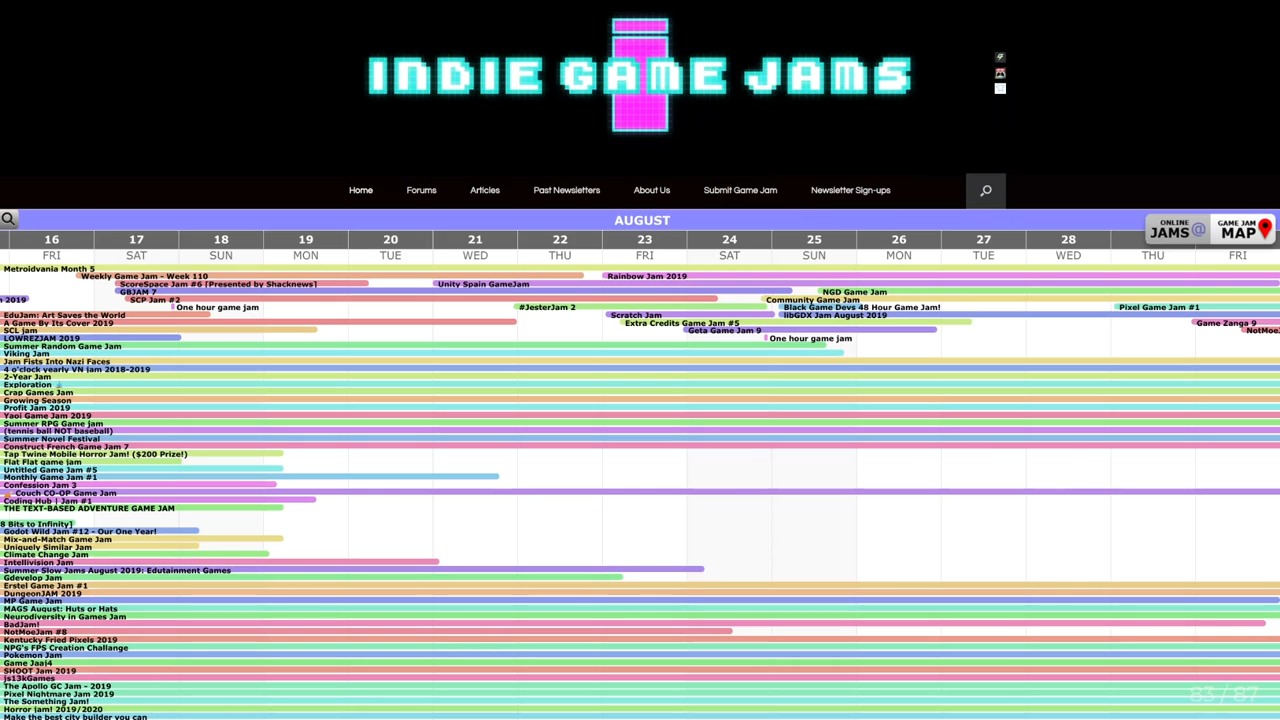 INDIE GAME JAMS
Home Forums Articles Past Newsletters About Us Submit Game Jam Newsletter Sign-ups
AUGUST
ONLINE JAMS @ GAME JAM MAP
16 17 18 19 20 21 22 23 24 25 26 27 28
FRI SAT SUN MON TUE WED THU FRI SAT SUN MON TUE WED THU FRI
Metroidvania Month 5
Weekly Game Jam - Week 110 Rainbow Jam 2019
ScoreSpace Jam #6 [Presented by Shacknews] Unity Spain GameJam
GBJAM 7 NGD Game Jam
n 2019 SCP Jam #2 Community Game Jam
One hour game jam #JesterJam 2 Black Game Devs 48 Hour Game Jam! Pixel Game Jam #1
EduJam: Art Saves the World Scratch Jam libGDX Jam August 2019
A Game By Its Cover 2019 Extra Credits Game Jam #5 Game Zanga 9
SCL jam Geta Game Jam 9 NotMoeJ
LOWREZJAM 2019 One hour game jam
Summer Random Game Jam
Viking Jam
Jam Fists Into Nazi Faces
4 o'clock yearly VN jam 2018-2019
2-Year Jam
Exploration
Crap Games Jam
Growing Season
Profit Jam 2019
Yaoi Game Jam 2019
Summer RPG Game jam
(tennis ball NOT baseball)
Summer Novel Festival
Construct French Game Jam 7
Tap Twine Mobile Horror Jam! ($200 Prize!)
Flat Flat game jam
Untitled Game Jam #5
Monthly Game Jam #1
Confession Jam 3
Couch CO-OP Game Jam
Coding Hub | Jam #1
THE TEXT-BASED ADVENTURE GAME JAM
8 Bits to Infinity]
Godot Wild Jam #12 - Our One Year!
Mix-and-Match Game Jam
Uniquely Similar Jam
Climate Change Jam
Intellivision Jam
Summer Slow Jams August 2019: Edutainment Games
Gdevelop Jam
Erstel Game Jam #1
DungeonJAM 2019
MP Game Jam
MAGS August: Huts or Hats
Neurodiversity in Games Jam
BadJam!
NotMoeJam #8
Kentucky Fried Pixels 2019
NPG's FPS Creation Challange
Pokemon Jam
Game Jaaj4
SHOOT Jam 2019
js13kGames
The Apollo GC Jam - 2019
Pixel Nightmare Jam 2019
The Something Jam!
Horror Jam! 2019/2020
Make the best city builder you can
83 / 87